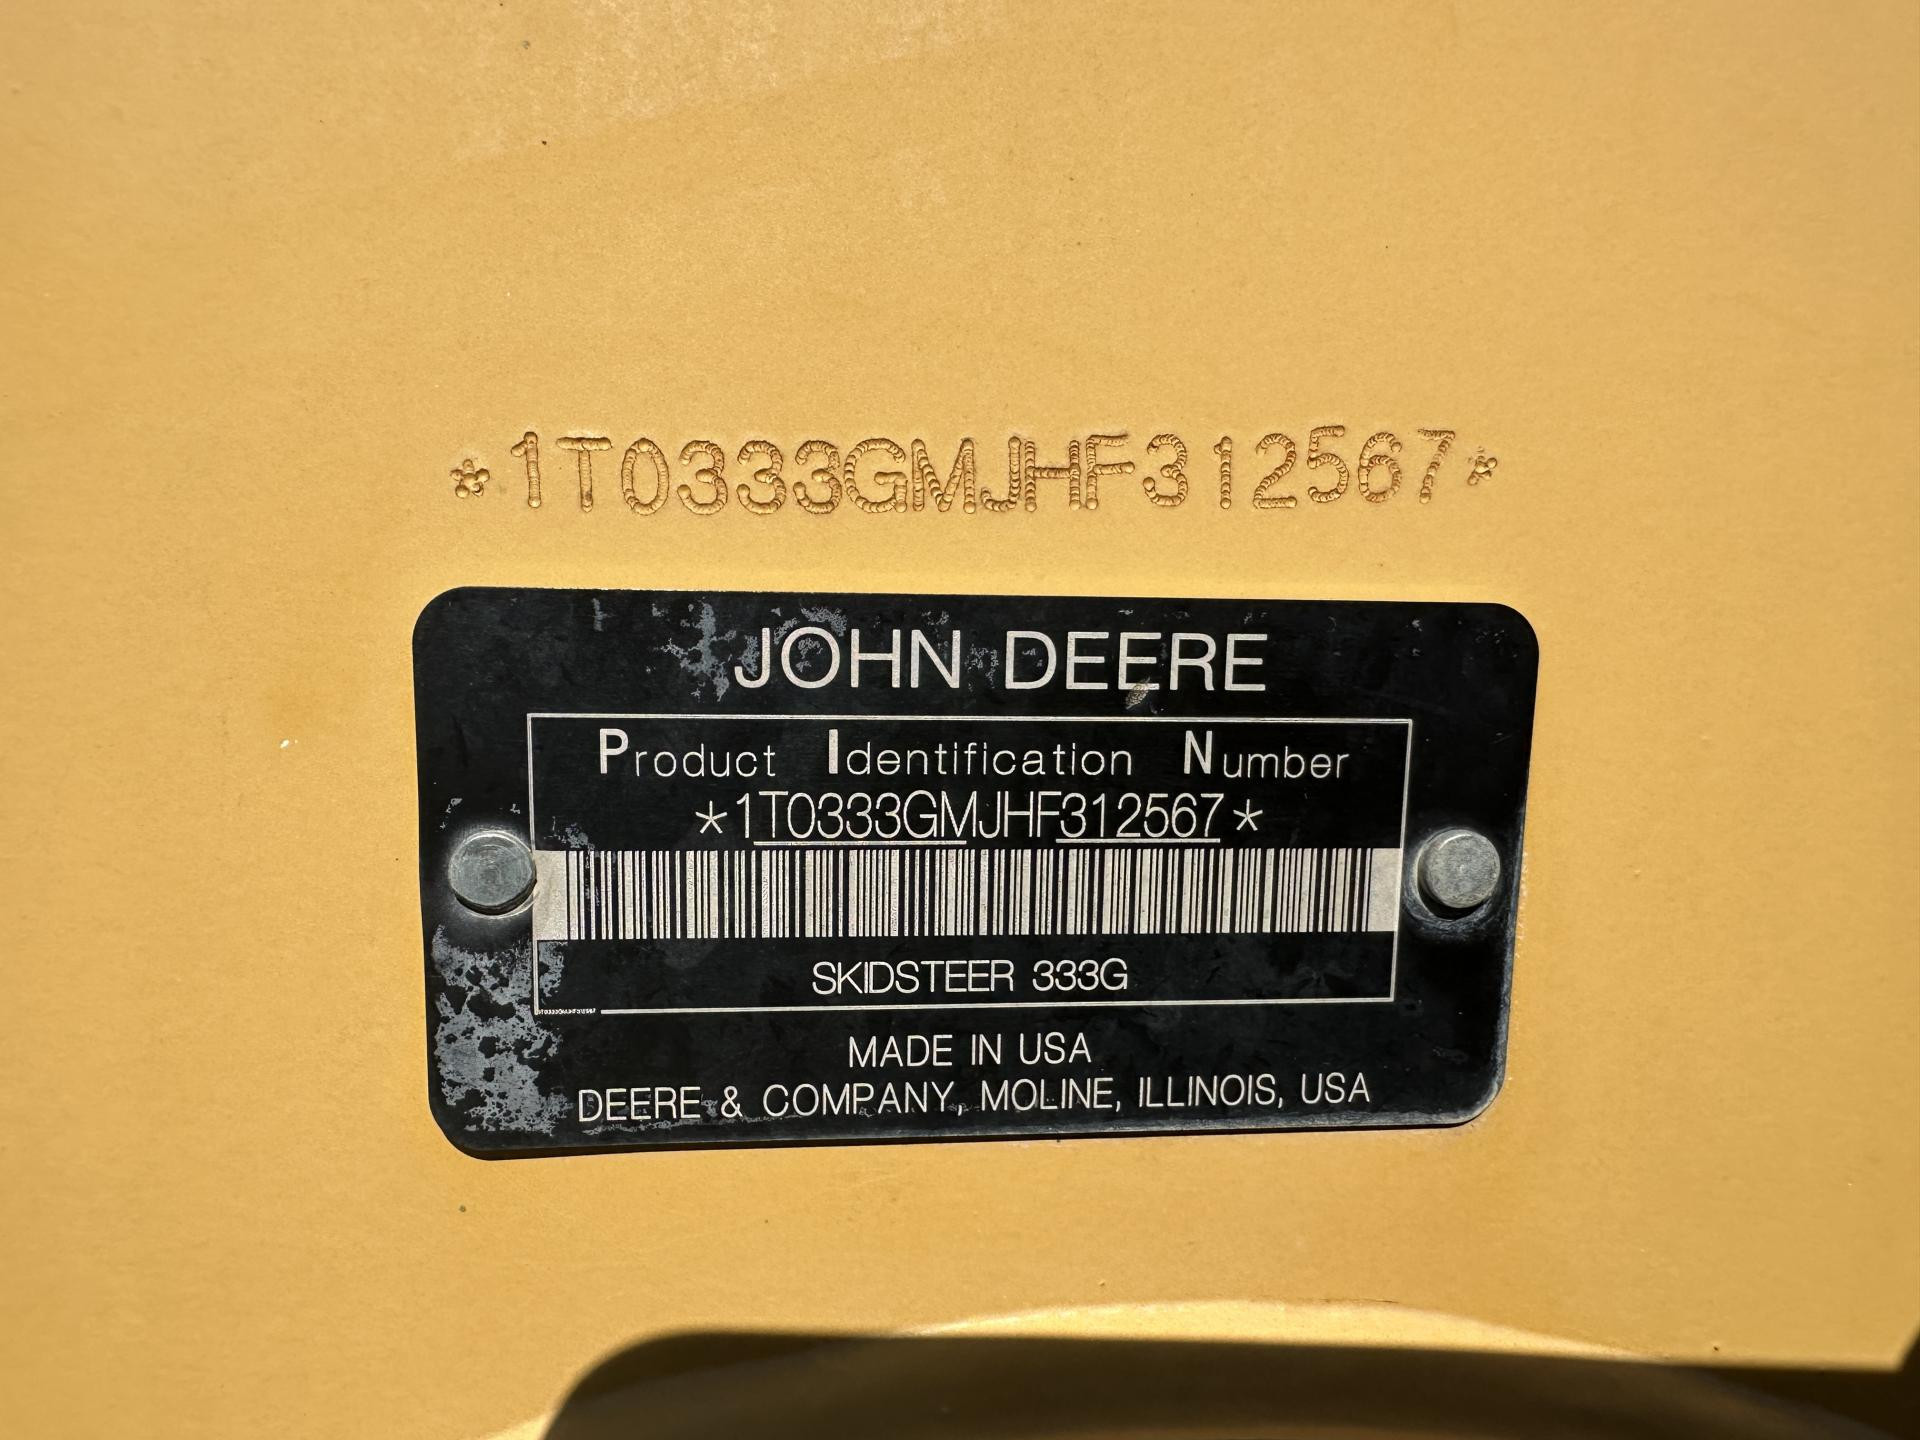 *1T0333GMJHF312567*
JOHN DEERE
Product Identification Number
*1T0333GMJHF312567*
SKIDSTEER 333G
MADE IN USA
DEERE & COMPANY, MOLINE, ILLINOIS, USA